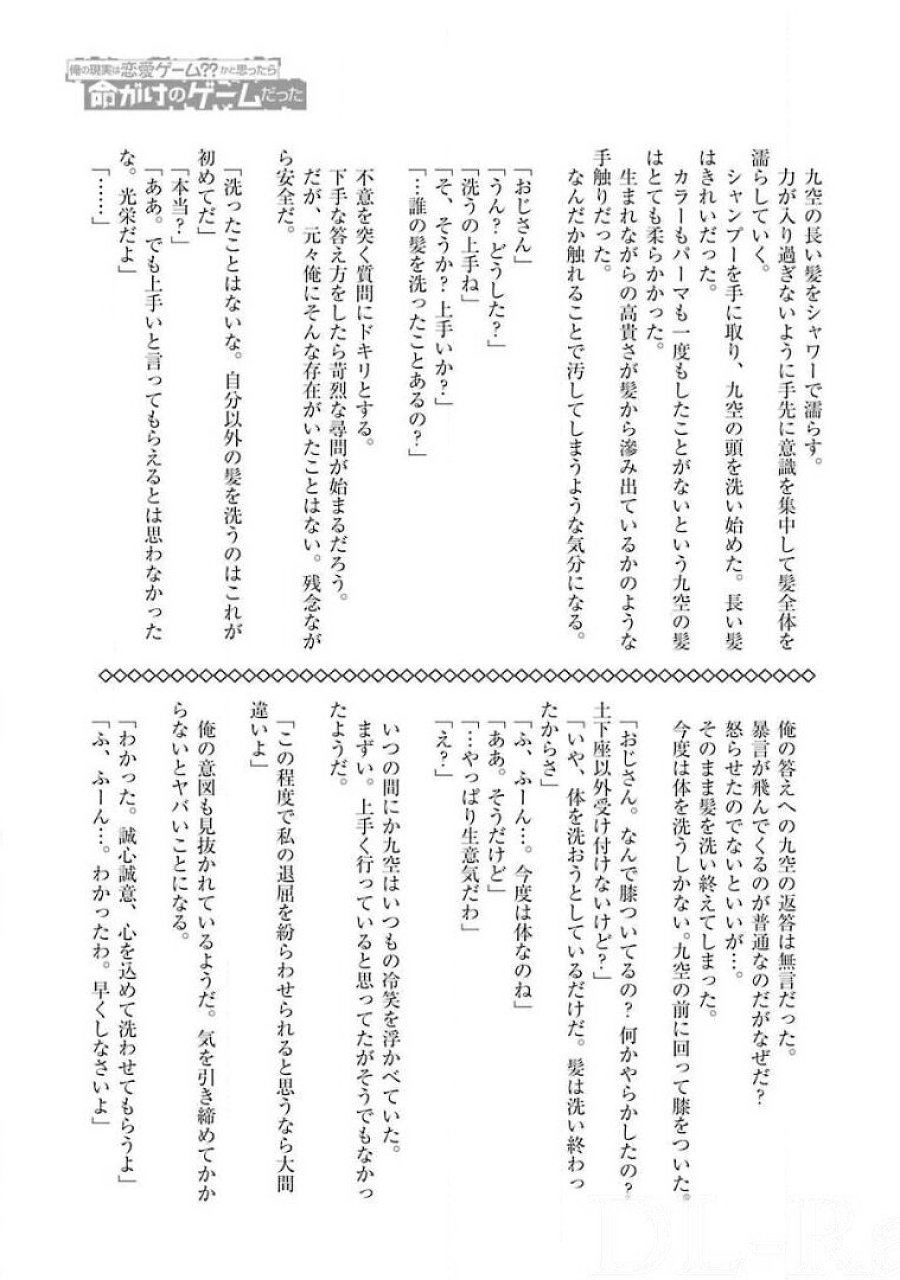 俺の現実は恋愛ゲーム??かと思ったら
命がけのゲームだった
九空の長い髪をシャワーで濡らす。
力が入り過ぎないように手先に意識を集中して髪全体を
濡らしていく。
シャンプーを手に取り、九空の頭を洗い始めた。長い髪
はきれいだった。
カラーもパーマも一度もしたことがないという九空の髪
はとても柔らかかった。
生まれながらの高貴さが髪から滲み出ているかのような
手触りだった。
なんだか触れることで汚してしまうような気分になる。
「おじさん」
「うん? どうした?」
「洗うの上手ね」
「そ、そうか? 上手いか?」
「…誰の髪を洗ったことあるの?」
不意を突く質問にドキリとする。
下手な答え方をしたら苛烈な尋問が始まるだろう。
だが、元々俺にそんな存在がいたことはない。残念なが
ら安全だ。
「洗ったことはないな。自分以外の髪を洗うのはこれが
初めてだ」
「本当?」
「ああ。でも上手いと言ってもらえるとは思わなかった
な。光栄だよ」
「……」
俺の答えへの九空の返答は無言だった。
暴言が飛んでくるのが普通なのだがなぜだ?
怒らせたのでないといいが…。
そのまま髪を洗い終えてしまった。
今度は体を洗うしかない。九空の前に回って膝をついた。
「おじさん。なんで膝ついてるの? 何かやらかしたの?
土下座以外受け付けないけど?」
「いや、体を洗おうとしているだけだ。髪は洗い終わっ
たからさ」
「ふ、ふーん…。今度は体なのね」
「ああ。そうだけど」
「…やっぱり生意気だわ」
「え?」
いつの間にか九空はいつもの冷笑を浮かべていた。
まずい。上手く行っていると思ってたがそうでもなかっ
たようだ。
「この程度で私の退屈を紛らわせられると思うなら大間
違いよ」
俺の意図も見抜かれているようだ。気を引き締めてかか
らないとヤバいことになる。
「わかった。誠心誠意、心を込めて洗わせてもらうよ」
「ふ、ふーん…。わかったわ。早くしなさいよ」